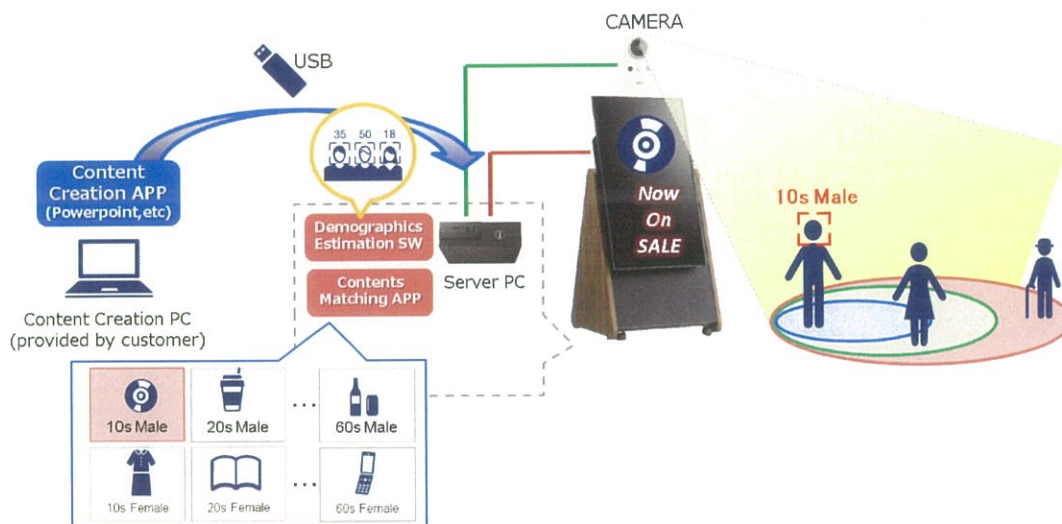 CAMERA
USB
35 50 18
Content
Creation APP
(Powerpoint,etc)
Demographics
Estimation SW
Contents
Matching APP
Server PC
Now
On
SALE
10s Male
Content Creation PC
(provided by customer)
10s Male
20s Male
...
60s Male
10s Female
20s Female
...
60s Female